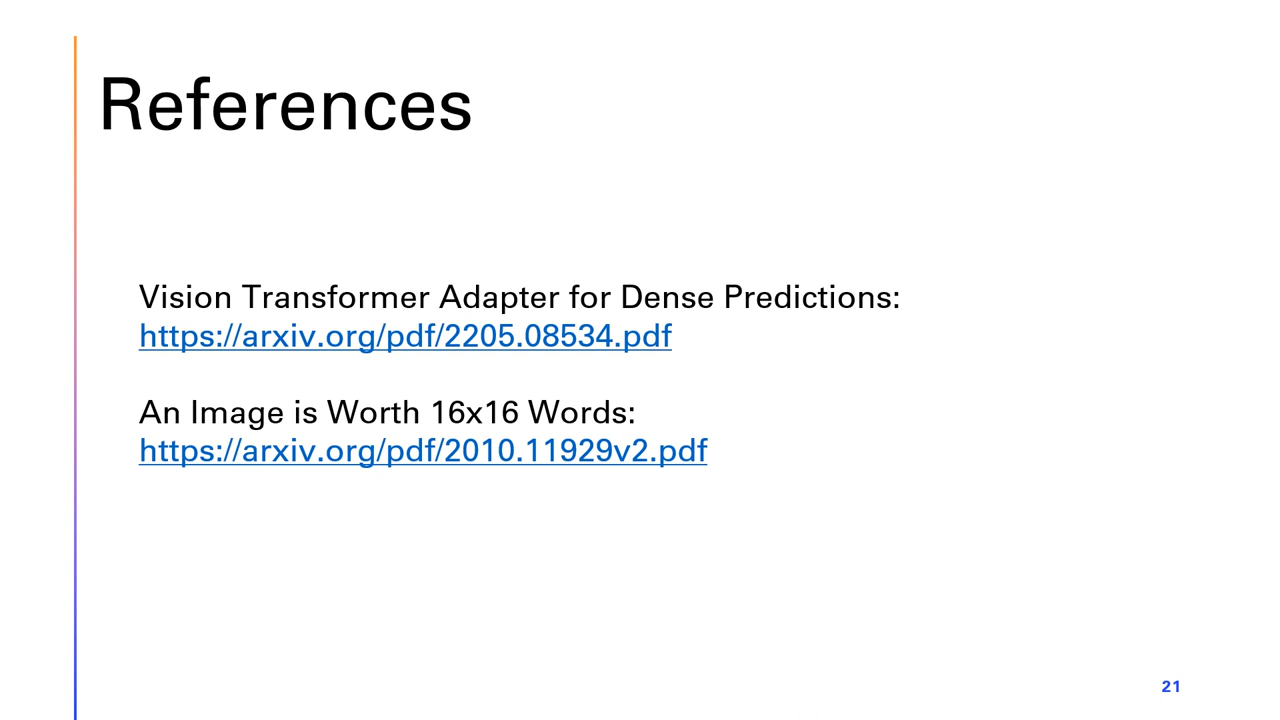 References
Vision Transformer Adapter for Dense Predictions:
https://arxiv.org/pdf/2205.08534.pdf
An Image is Worth 16x16 Words:
https://arxiv.org/pdf/2010.11929v2.pdf
21